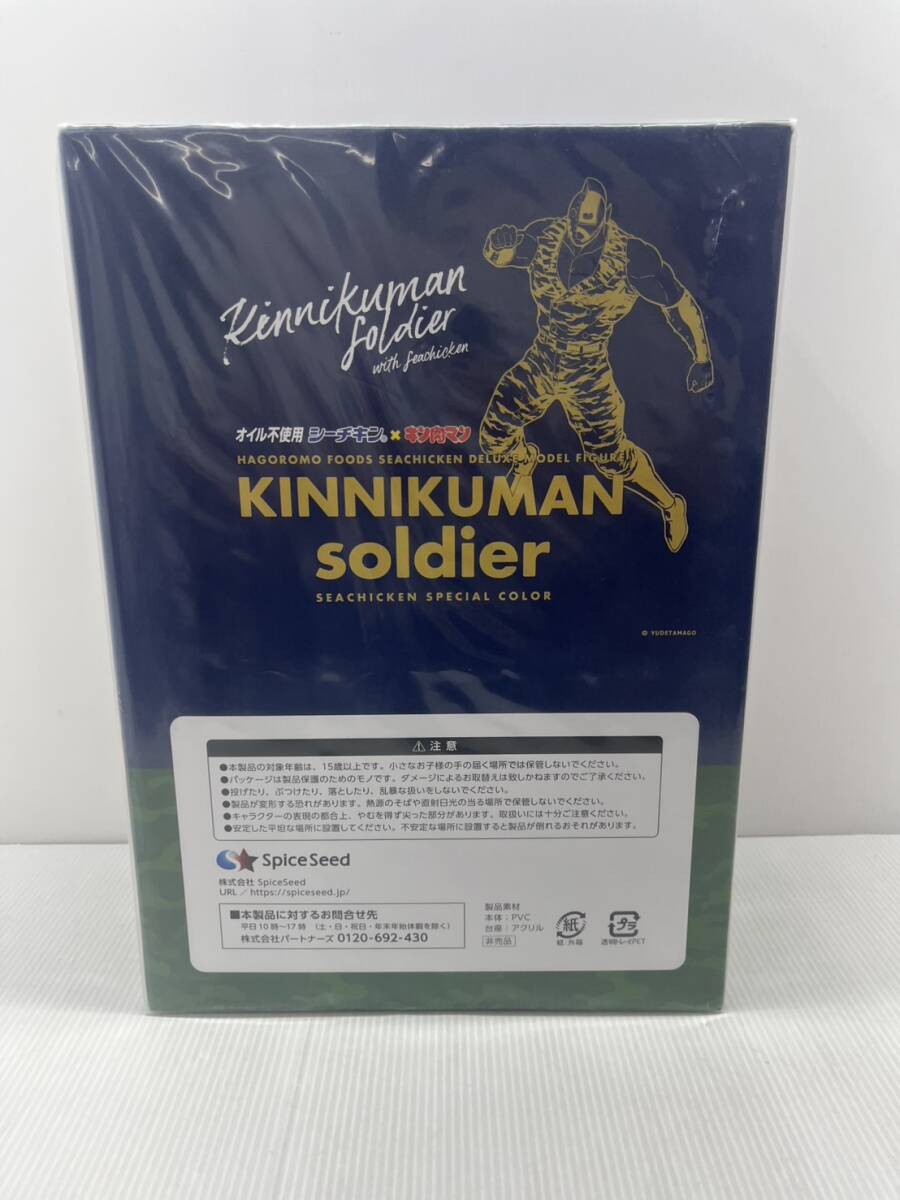 Kinnikuman
Soldier
with Seachicken
オイル不使用 シーチキン® × キン肉マン
HAGOROMO FOODS SEACHICKEN DELUXE MODEL FIGURE
KINNIKUMAN
soldier
SEACHICKEN SPECIAL COLOR
© YUDETAMAGO
⚠ 注意
●本製品の対象年齢は、15歳以上です。小さなお子様の手の届く場所では保管しないでください。
●パッケージは製品保護のためのモノです。ダメージによるお取替えは致しかねますのでご了承ください。
●投げたり、ぶつけたり、落としたり、乱暴な扱いをしないでください。
●製品が変形する恐れがあります。熱源のそばや直射日光の当る場所で保管しないでください。
●キャラクターの表現の都合上、やむを得ず尖った部分があります。取扱いには十分ご注意ください。
●安定した平坦な場所に設置してください。不安定な場所に設置すると製品が倒れるおそれがあります。
SpiceSeed
株式会社 SpiceSeed
URL／https://spiceseed.jp/
■本製品に対するお問合せ先
平日10時～17時 (土・日・祝日・年末年始休暇を除く)
株式会社パートナーズ 0120-692-430
製品素材
本体：PVC
台座：アクリル
非売品
紙
紙:外箱
プラ
透明トレイPET